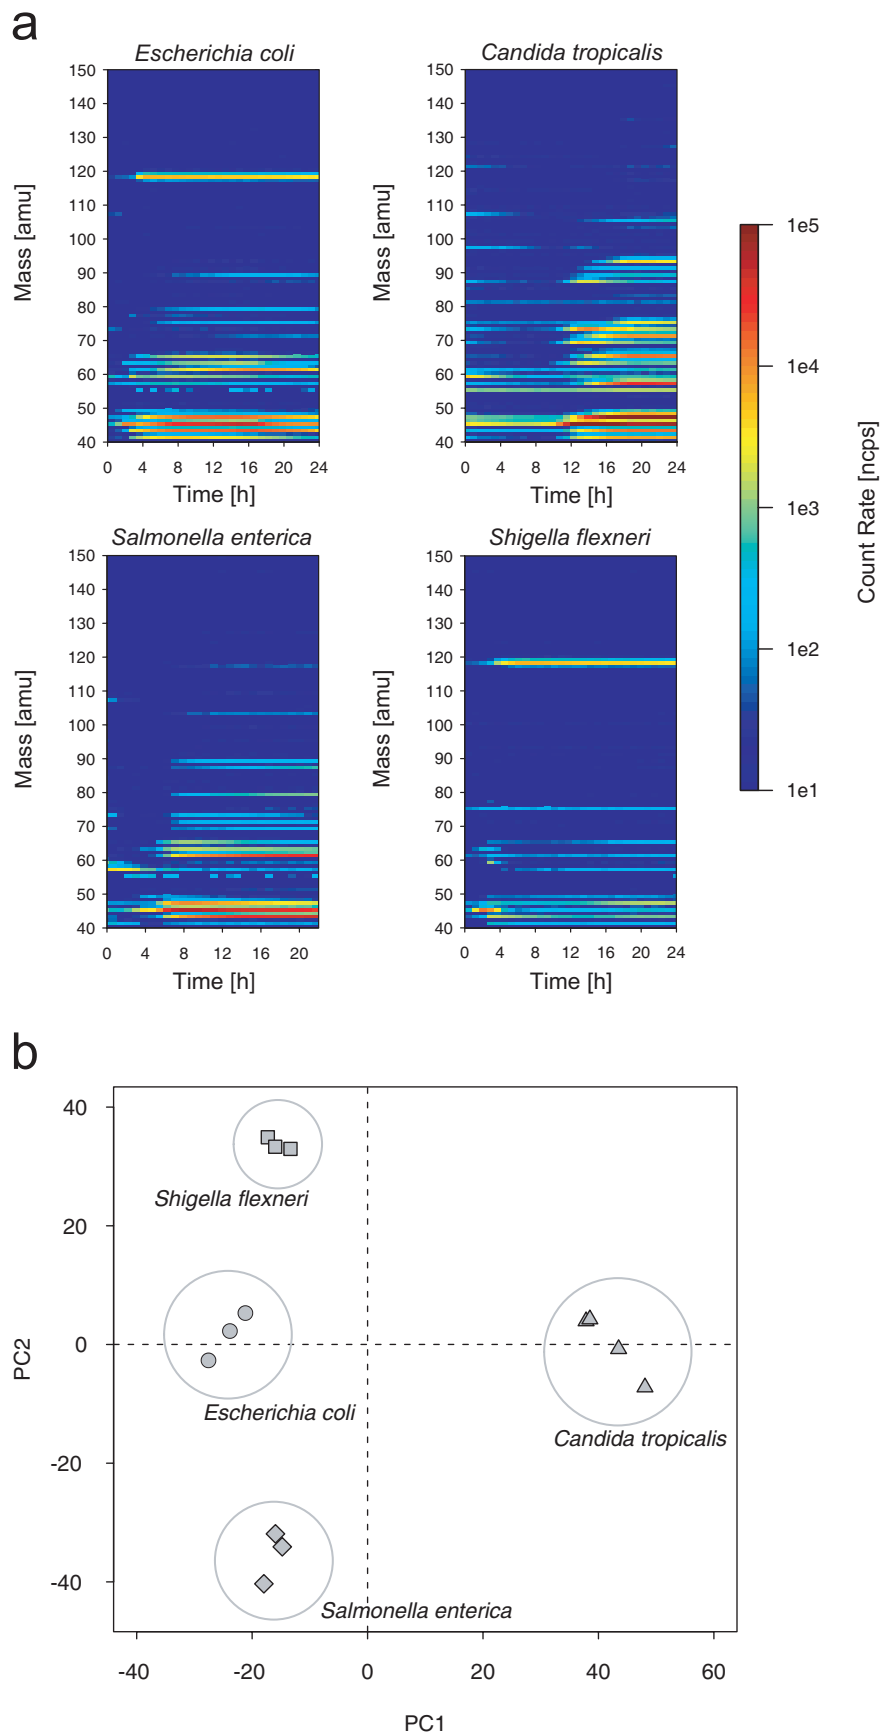 a
Escherichia coli
Candida tropicalis
150
140
130
120
110
100
90
80
70
60
50
40
Mass [amu]
0 4 8 12 16 20 24
Time [h]
150
140
130
120
110
100
90
80
70
60
50
40
Mass [amu]
0 4 8 12 16 20 24
Time [h]
1e5
1e4
1e3
1e2
1e1
Count Rate [ncps]
Salmonella enterica
Shigella flexneri
150
140
130
120
110
100
90
80
70
60
50
40
Mass [amu]
0 4 8 12 16 20
Time [h]
150
140
130
120
110
100
90
80
70
60
50
40
Mass [amu]
0 4 8 12 16 20 24
Time [h]
b
40
20
0
-20
-40
PC2
Shigella flexneri
Escherichia coli
Candida tropicalis
Salmonella enterica
-40 -20 0 20 40 60
PC1